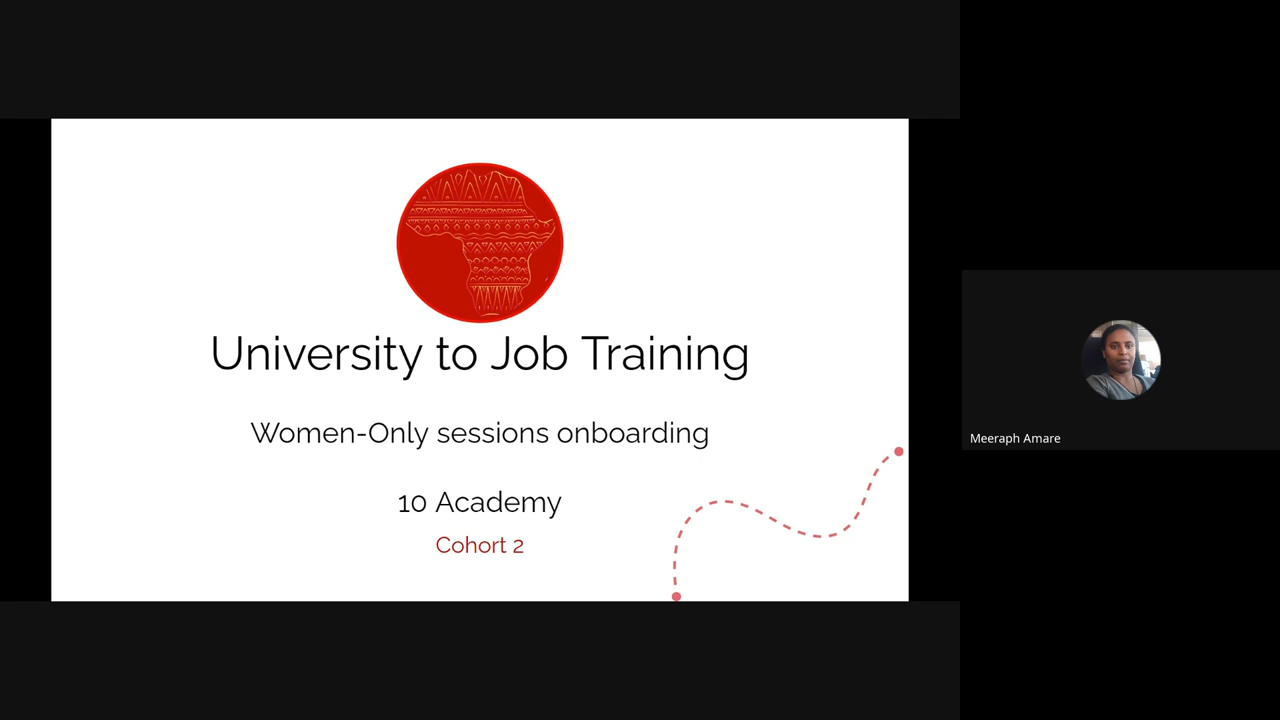 University to Job Training
Women-Only sessions onboarding
10 Academy
Cohort 2
Meeraph Amare